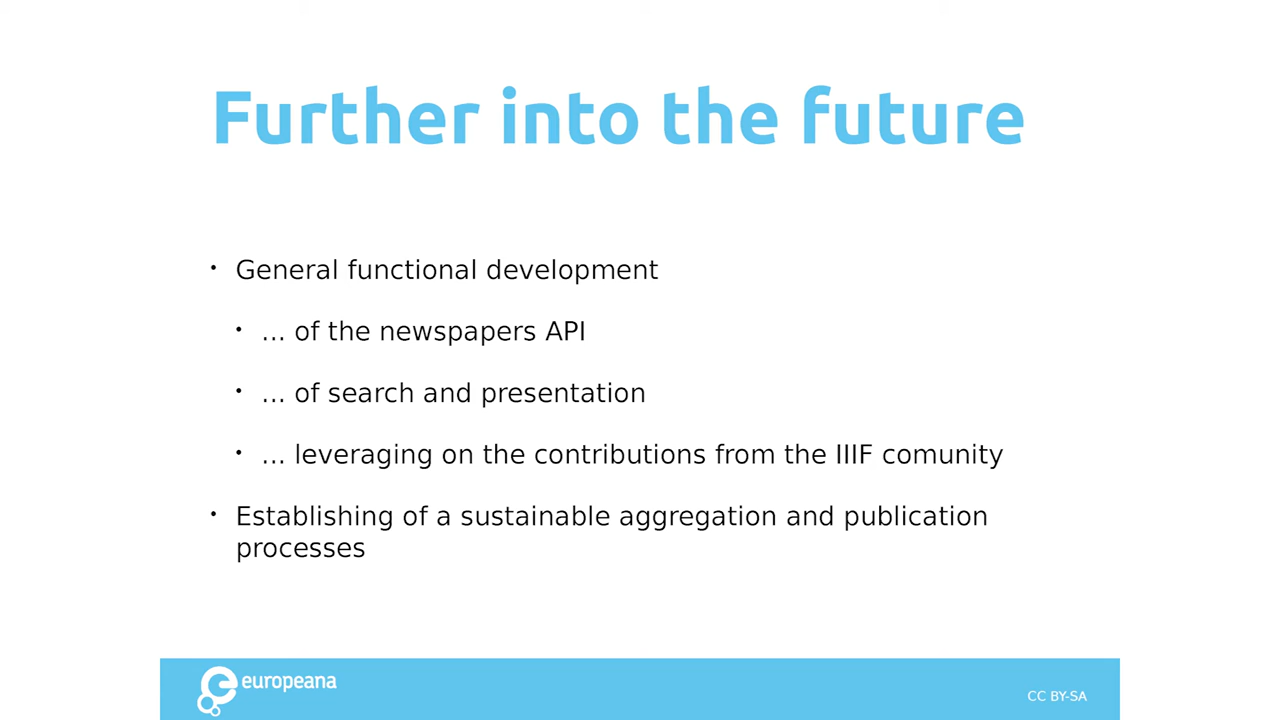 Further into the future
• General functional development
• ... of the newspapers API
• ... of search and presentation
• ... leveraging on the contributions from the IIIF comunity
• Establishing of a sustainable aggregation and publication
processes
europeana
CC BY-SA